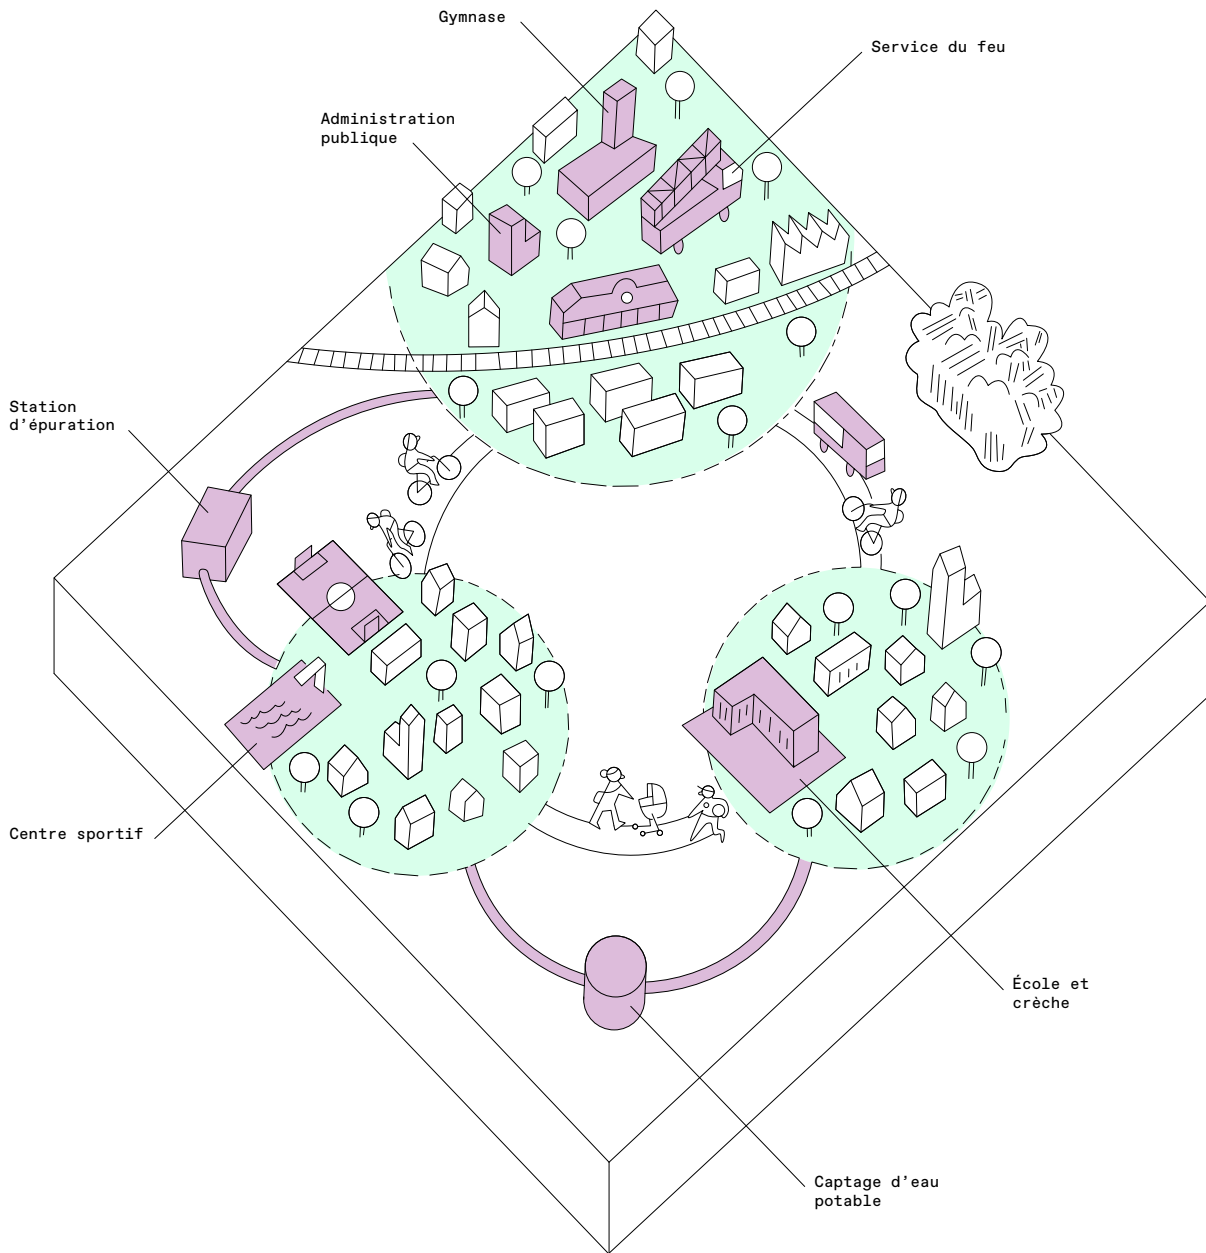 Gymnase
Service du feu
Administration
publique
Station
d'épuration
Centre sportif
École et
crèche
Captage d'eau
potable